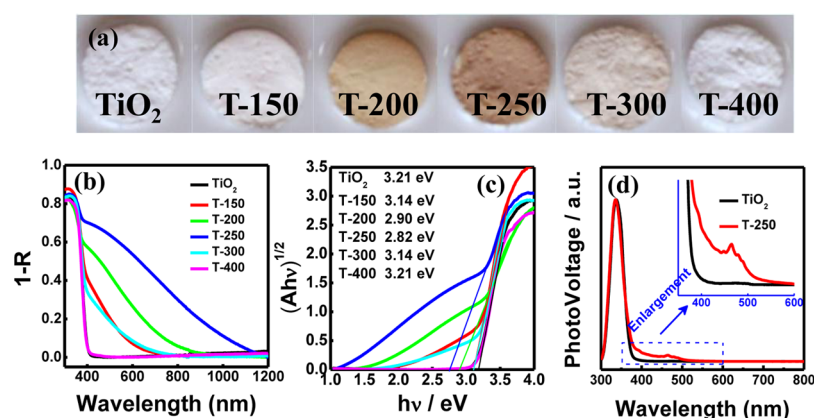 (a)
TiO2 T-150 T-200 T-250 T-300 T-400
(b)
1-R
1.0
0.8
0.6
0.4
0.2
0.0
TiO2
T-150
T-200
T-250
T-300
T-400
400 600 800 1000 1200
Wavelength (nm)
(c)
(Ahν)1/2
3.5
3.0
2.5
2.0
1.5
1.0
0.5
0.0
TiO2 3.21 eV
T-150 3.14 eV
T-200 2.90 eV
T-250 2.82 eV
T-300 3.14 eV
T-400 3.21 eV
1.0 1.5 2.0 2.5 3.0 3.5 4.0
hν / eV
(d)
PhotoVoltage / a.u.
TiO2
T-250
400 500 600
Enlargement
300 400 500 600 700 800
Wavelength (nm)